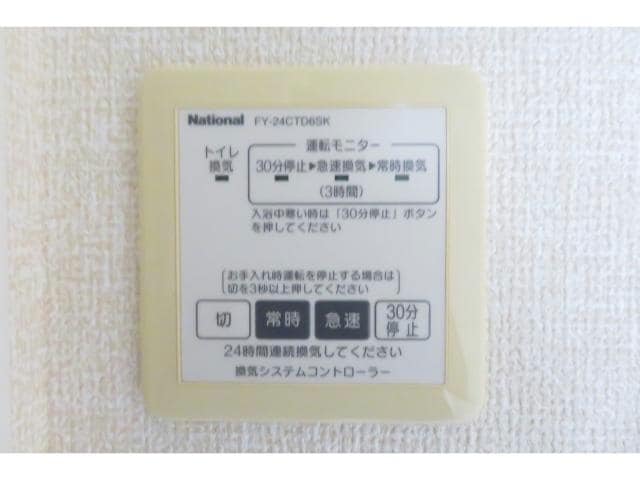 National FY-24CTD6SK
トイレ
換気
運転モニター
30分停止▶急速換気▶常時換気
(3時間)
入浴中寒い時は「30分停止」ボタン
を押してください
お手入れ時運転を停止する場合は
切を3秒以上押してください
切 常時 急速 30分
停止
24時間連続換気してください
換気システムコントローラー